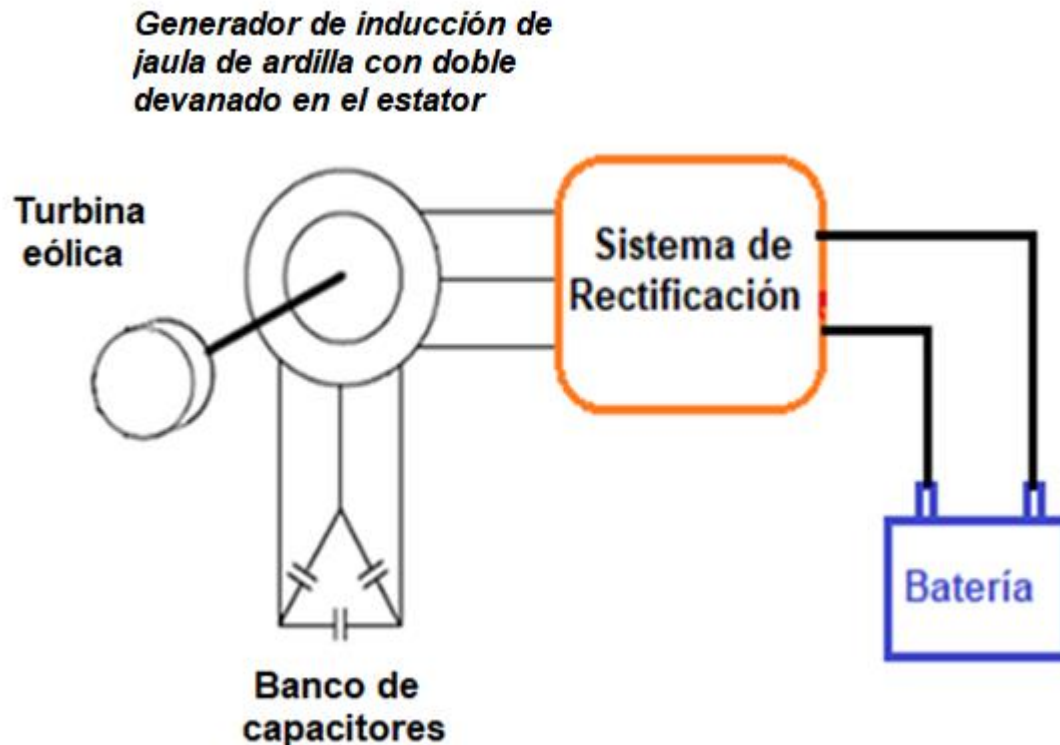 Generador de inducción de
jaula de ardilla con doble
devanado en el estator
Turbina
eólica
Sistema de
Rectificación
Batería
Banco de
capacitores